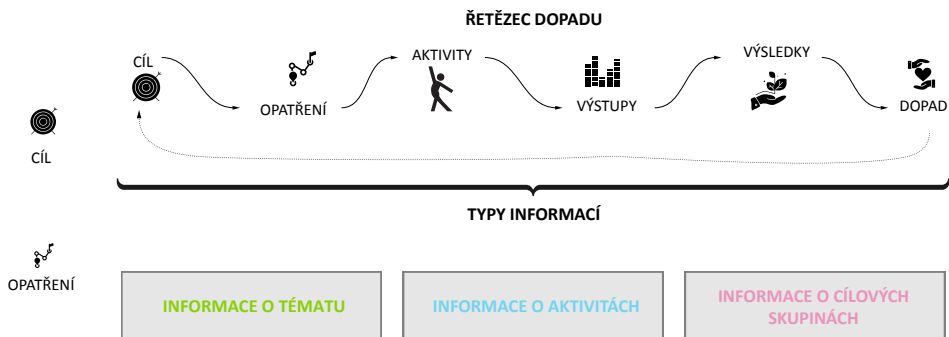 ŘETĚZEC DOPADU
CÍL
OPATŘENÍ
AKTIVITY
VÝSTUPY
VÝSLEDKY
DOPAD
CÍL
TYPY INFORMACÍ
OPATŘENÍ
INFORMACE O TÉMATU
INFORMACE O AKTIVITÁCH
INFORMACE O CÍLOVÝCH
SKUPINÁCH